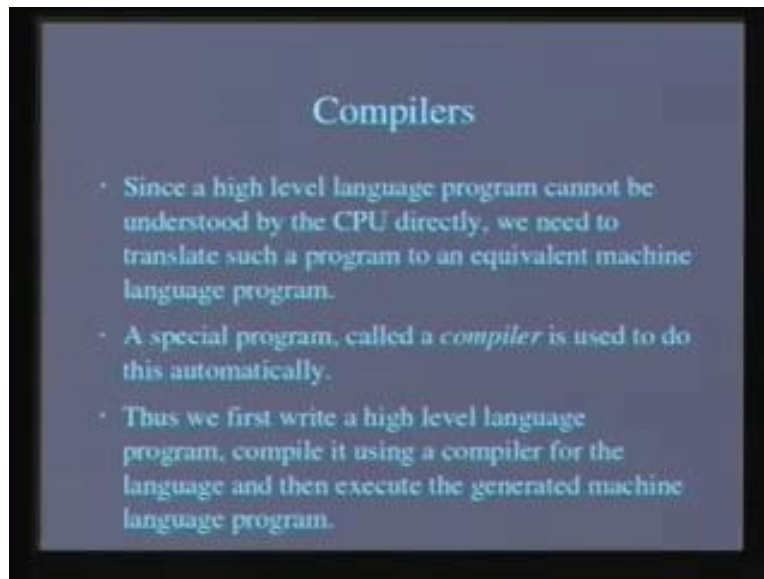 Compilers
· Since a high level language program cannot be
understood by the CPU directly, we need to
translate such a program to an equivalent machine
language program.
· A special program, called a compiler is used to do
this automatically.
· Thus we first write a high level language
program, compile it using a compiler for the
language and then execute the generated machine
language program.